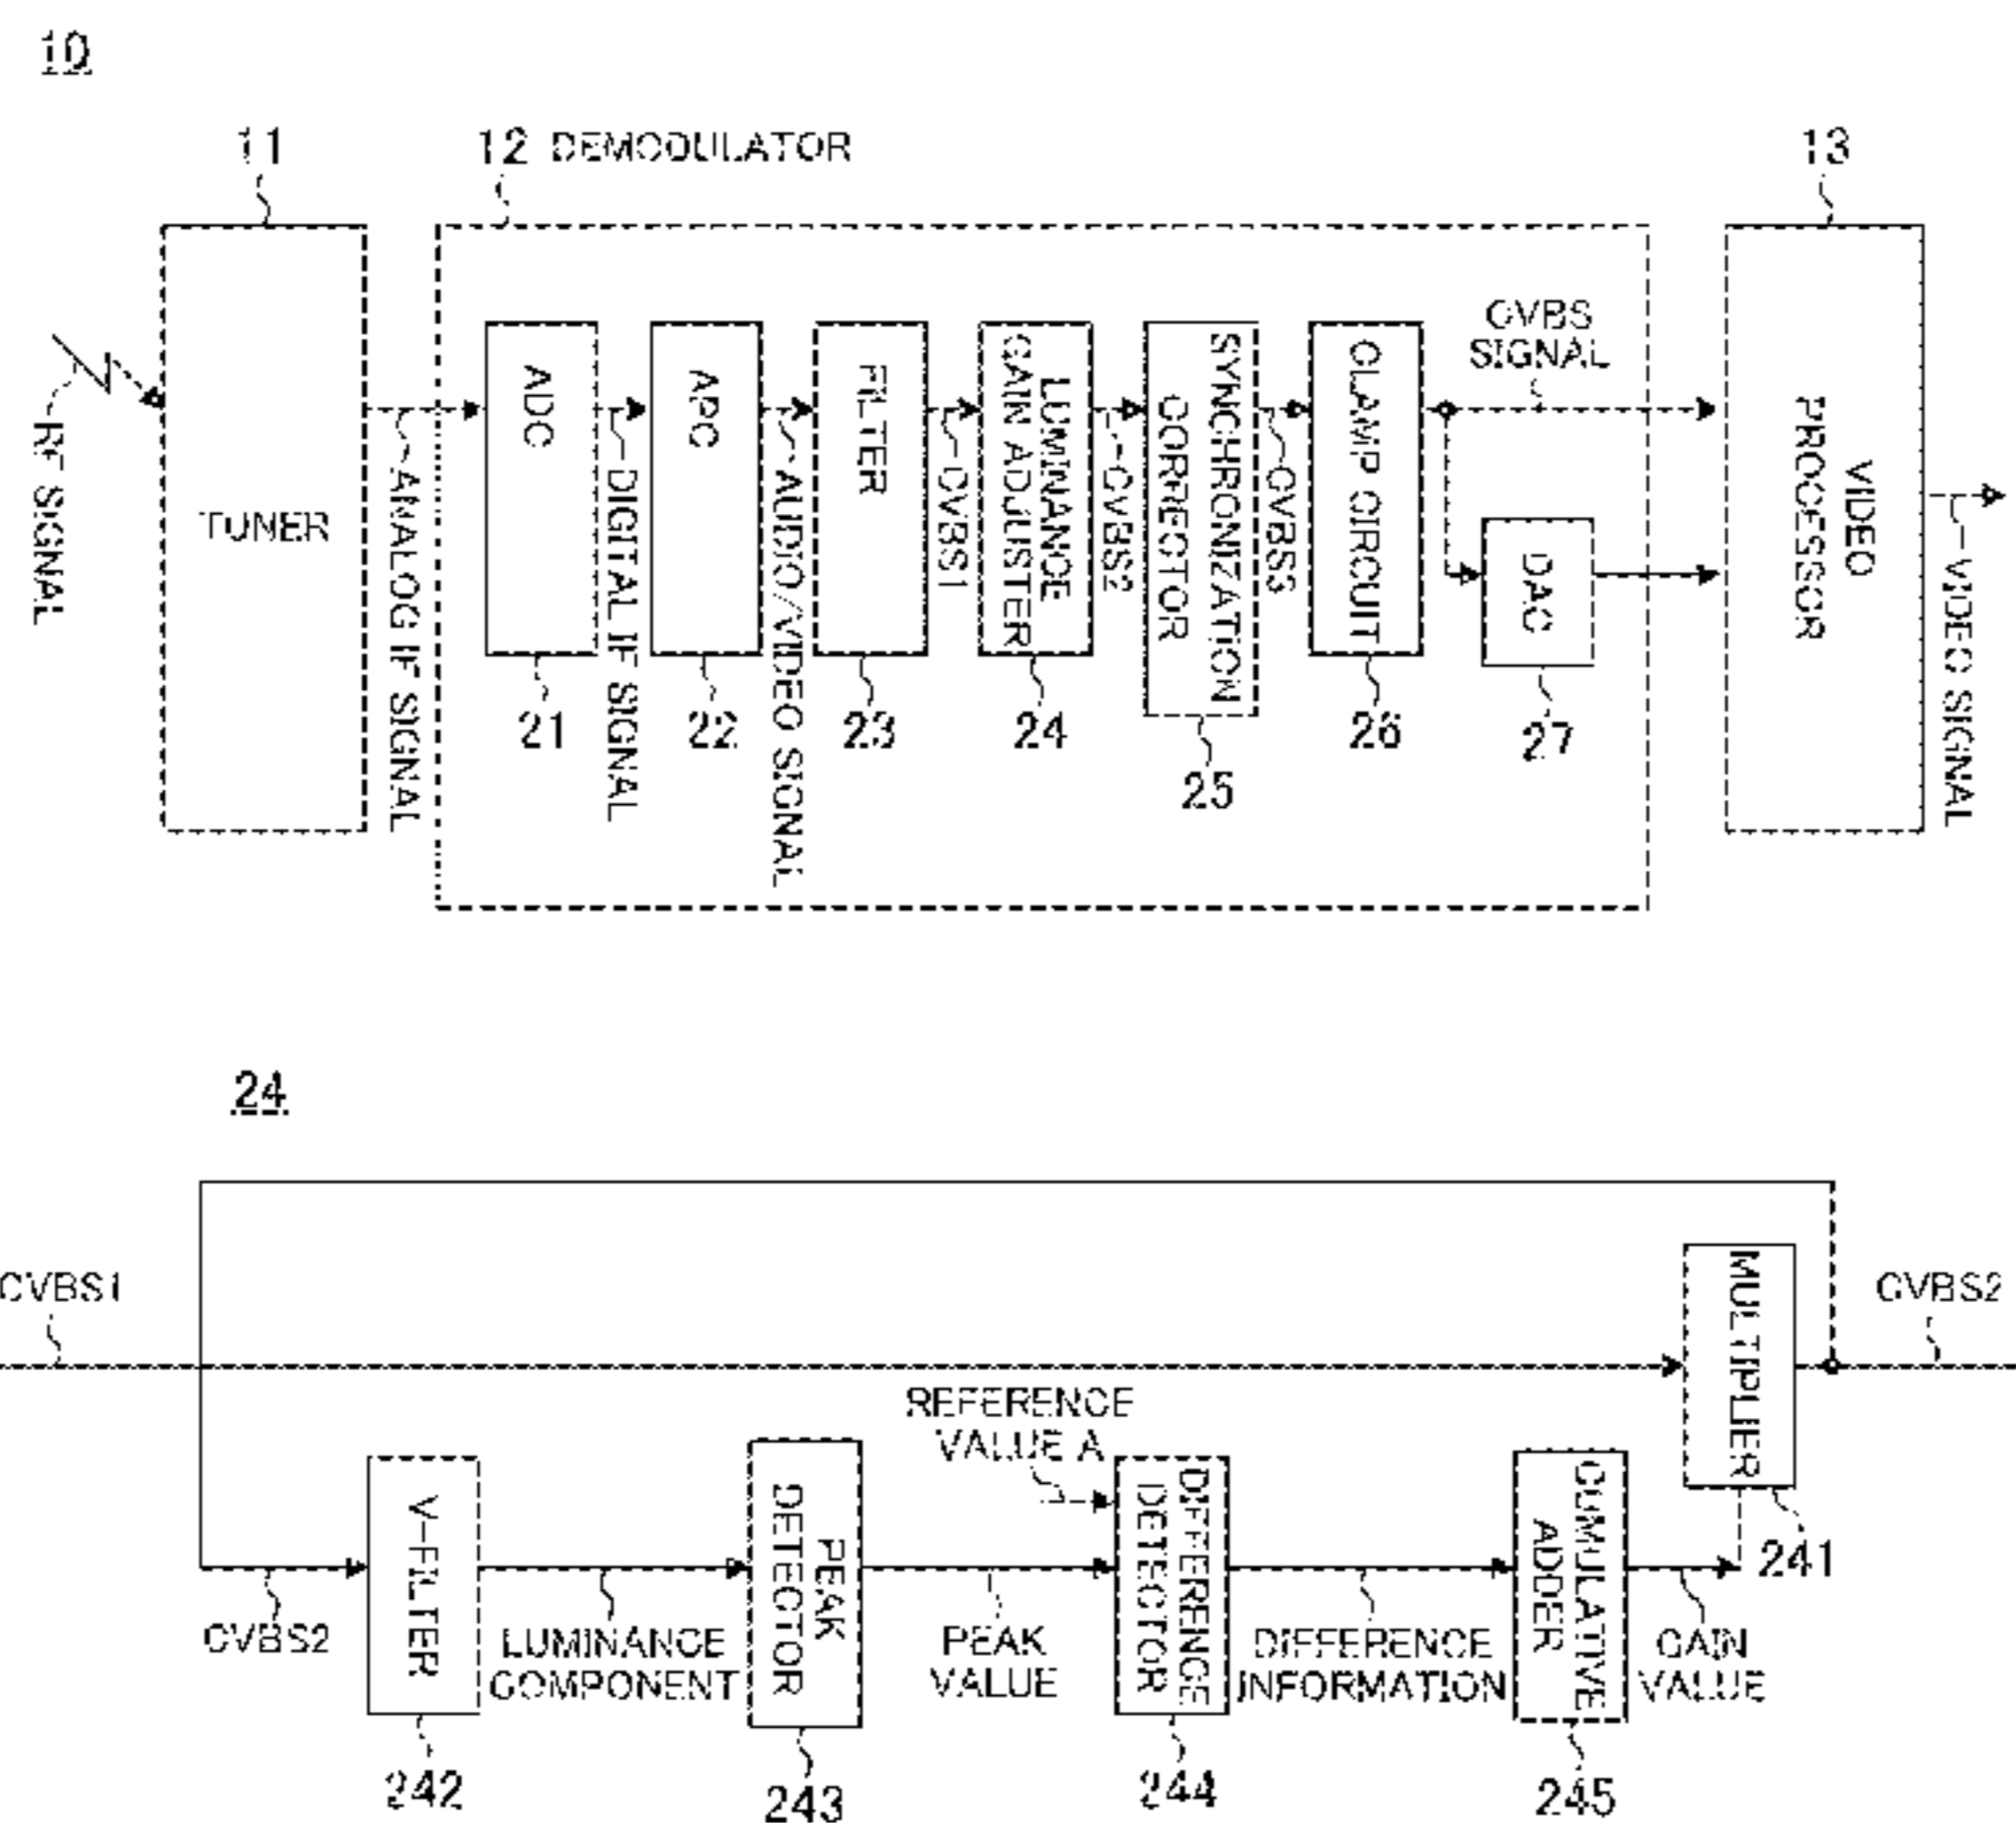 10
11
12 DEMODULATOR
13
RF SIGNAL
TUNER
ANALOG IF SIGNAL
ADC
21
DIGITAL IF SIGNAL
APC
22
AUDIO/VIDEO SIGNAL
FILTER
23
CVBS1
LUMINANCE
GAIN ADJUSTER
24
CVBS2
SYNCHRONIZATION
CORRECTOR
25
CVBS3
CLAMP CIRCUIT
26
CVBS
SIGNAL
DAC
27
VIDEO
PROCESSOR
VIDEO SIGNAL
24
CVBS1
MULTIPLIER
241
CVBS2
REFERENCE
VALUE A
CVBS2
V-FILTER
242
LUMINANCE
COMPONENT
PEAK
DETECTOR
243
PEAK
VALUE
DIFFERENCE
DETECTOR
244
DIFFERENCE
INFORMATION
CUMULATIVE
ADDER
245
GAIN
VALUE